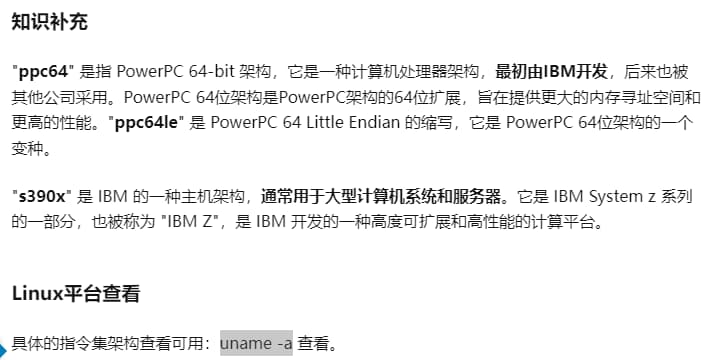 知识补充
"ppc64" 是指 PowerPC 64-bit 架构，它是一种计算机处理器架构，最初由IBM开发，后来也被
其他公司采用。PowerPC 64位架构是PowerPC架构的64位扩展，旨在提供更大的内存寻址空间和
更高的性能。"ppc64le" 是 PowerPC 64 Little Endian 的缩写，它是 PowerPC 64位架构的一个
变种。
"s390x" 是 IBM 的一种主机架构，通常用于大型计算机系统和服务器。它是 IBM System z 系列
的一部分，也被称为 "IBM Z"，是 IBM 开发的一种高度可扩展和高性能的计算平台。
Linux平台查看
具体的指令集架构查看可用：uname -a 查看。